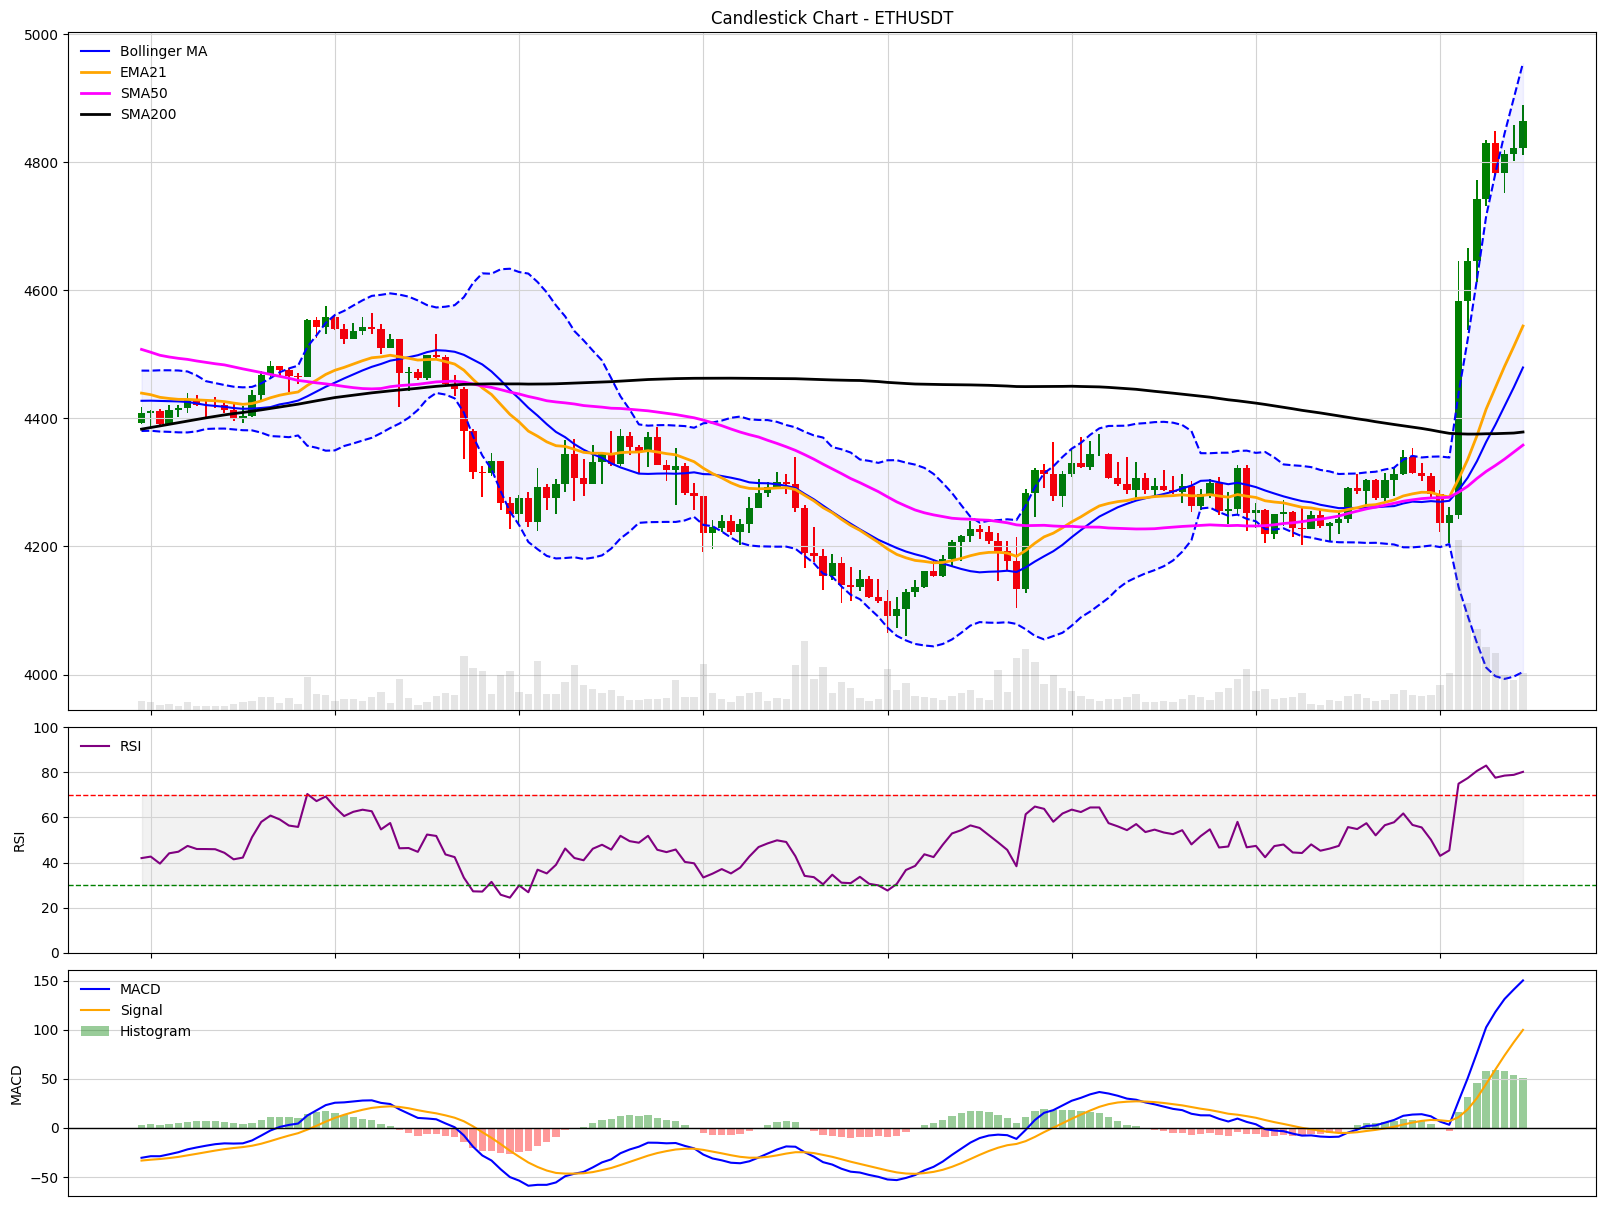 Candlestick Chart - ETHUSDT
Bollinger MA
EMA21
SMA50
SMA200
5000
4800
4600
4400
4200
4000
RSI
100
80
60
40
20
0
RSI
MACD
Signal
Histogram
150
100
50
0
−50
MACD